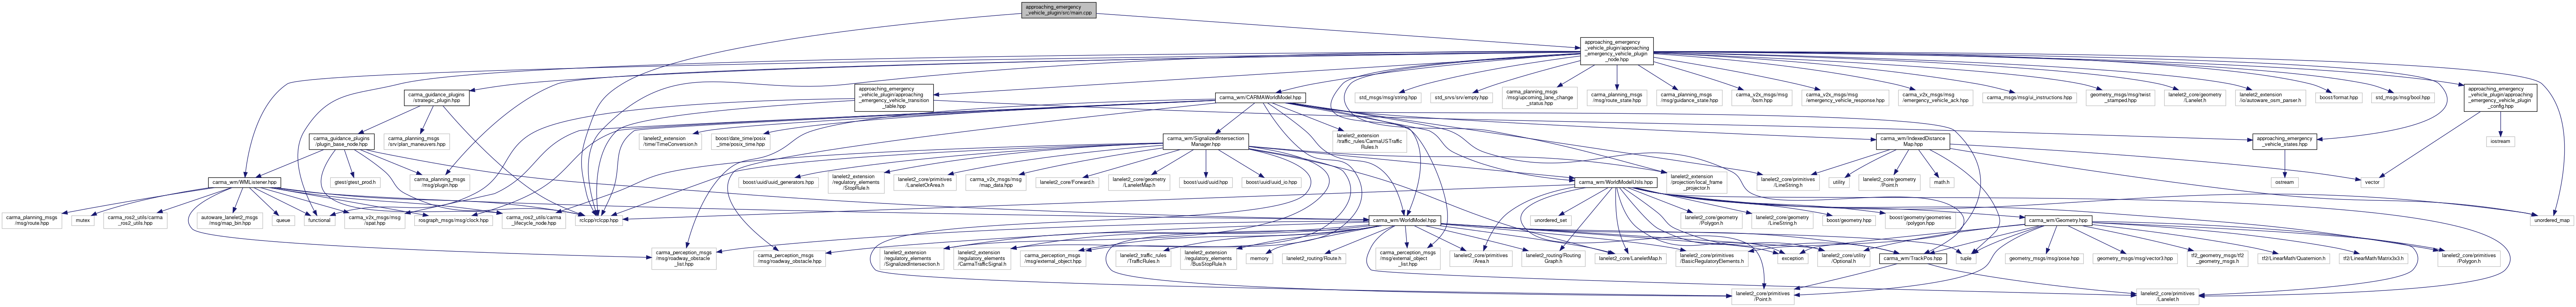 approaching_emergency
_vehicle_plugin/src/main.cpp
approaching_emergency
_vehicle_plugin/approaching
_emergency_vehicle_plugin
_node.hpp
approaching_emergency
_vehicle_plugin/approaching
_emergency_vehicle_transition
_table.hpp
carma_guidance_plugins
/strategic_plugin.hpp
carma_wm/CARMAWorldModel.hpp
std_msgs/msg/string.hpp
std_srvs/srv/empty.hpp
carma_planning_msgs
/msg/upcoming_lane_change
_status.hpp
carma_planning_msgs
/msg/route_state.hpp
carma_planning_msgs
/msg/guidance_state.hpp
carma_v2x_msgs/msg
/bsm.hpp
carma_v2x_msgs/msg
/emergency_vehicle_response.hpp
carma_v2x_msgs/msg
/emergency_vehicle_ack.hpp
carma_msgs/msg/ui_instructions.hpp
geometry_msgs/msg/twist
_stamped.hpp
lanelet2_core/geometry
/Lanelet.h
lanelet2_extension
/io/autoware_osm_parser.h
boost/format.hpp
std_msgs/msg/bool.hpp
approaching_emergency
_vehicle_plugin/approaching
_emergency_vehicle_plugin
_config.hpp
carma_guidance_plugins
/plugin_base_node.hpp
carma_planning_msgs
/srv/plan_maneuvers.hpp
lanelet2_extension
/time/TimeConversion.h
boost/date_time/posix
_time/posix_time.hpp
carma_wm/SignalizedIntersection
Manager.hpp
lanelet2_extension
/traffic_rules/CarmaUSTraffic
Rules.h
carma_wm/IndexedDistance
Map.hpp
approaching_emergency
_vehicle_states.hpp
iostream
carma_wm/WMListener.hpp
gtest/gtest_prod.h
carma_planning_msgs
/msg/plugin.hpp
boost/uuid/uuid_generators.hpp
lanelet2_extension
/regulatory_elements
/StopRule.h
lanelet2_core/primitives
/LaneletOrArea.h
carma_v2x_msgs/msg
/map_data.hpp
lanelet2_core/Forward.h
lanelet2_core/geometry
/LaneletMap.h
boost/uuid/uuid.hpp
boost/uuid/uuid_io.hpp
carma_wm/WorldModelUtils.hpp
lanelet2_extension
/projection/local_frame
_projector.h
lanelet2_core/primitives
/LineString.h
utility
lanelet2_core/geometry
/Point.h
math.h
ostream
vector
carma_planning_msgs
/msg/route.hpp
mutex
carma_ros2_utils/carma
_ros2_utils.hpp
autoware_lanelet2_msgs
/msg/map_bin.hpp
queue
functional
carma_v2x_msgs/msg
/spat.hpp
rosgraph_msgs/msg/clock.hpp
carma_ros2_utils/carma
_lifecycle_node.hpp
rclcpp/rclcpp.hpp
carma_wm/WorldModel.hpp
unordered_set
lanelet2_core/geometry
/Polygon.h
lanelet2_core/geometry
/LineString.h
boost/geometry.hpp
boost/geometry/geometries
/polygon.hpp
carma_wm/Geometry.hpp
unordered_map
carma_perception_msgs
/msg/roadway_obstacle
_list.hpp
carma_perception_msgs
/msg/roadway_obstacle.hpp
lanelet2_extension
/regulatory_elements
/SignalizedIntersection.h
lanelet2_extension
/regulatory_elements
/CarmaTrafficSignal.h
carma_perception_msgs
/msg/external_object.hpp
lanelet2_traffic_rules
/TrafficRules.h
lanelet2_extension
/regulatory_elements
/BusStopRule.h
memory
lanelet2_routing/Route.h
carma_perception_msgs
/msg/external_object
_list.hpp
lanelet2_core/primitives
/Area.h
lanelet2_routing/Routing
Graph.h
lanelet2_core/LaneletMap.h
lanelet2_core/primitives
/BasicRegulatoryElements.h
exception
lanelet2_core/utility
/Optional.h
carma_wm/TrackPos.hpp
tuple
geometry_msgs/msg/pose.hpp
geometry_msgs/msg/vector3.hpp
tf2_geometry_msgs/tf2
_geometry_msgs.h
tf2/LinearMath/Quaternion.h
tf2/LinearMath/Matrix3x3.h
lanelet2_core/primitives
/Polygon.h
lanelet2_core/primitives
/Point.h
lanelet2_core/primitives
/Lanelet.h